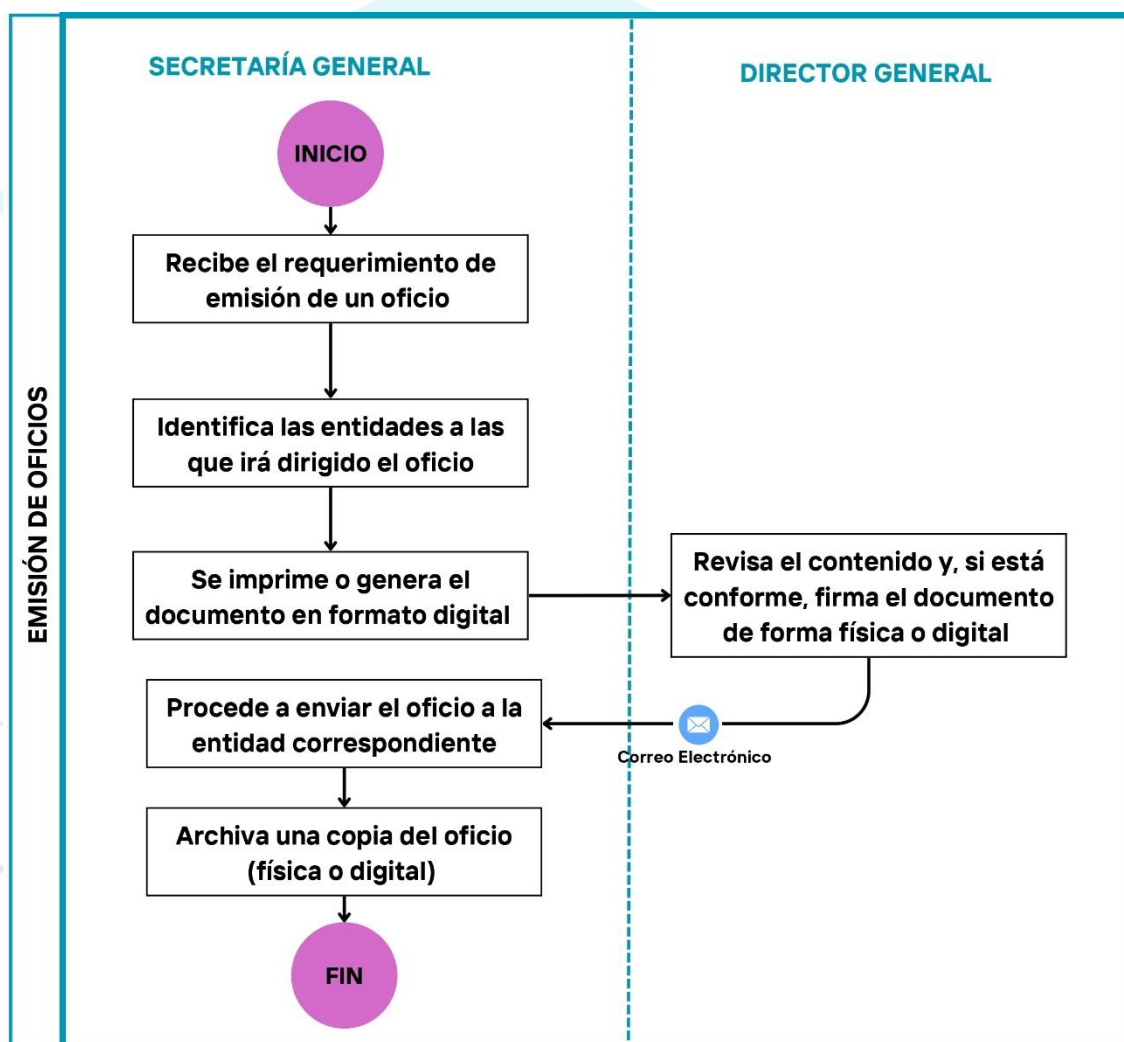 EMISIÓN DE OFICIOS
SECRETARÍA GENERAL
DIRECTOR GENERAL
INICIO
Recibe el requerimiento de
emisión de un oficio
Identifica las entidades a las
que irá dirigido el oficio
Se imprime o genera el
documento en formato digital
Revisa el contenido y, si está
conforme, firma el documento
de forma física o digital
Correo Electrónico
Procede a enviar el oficio a la
entidad correspondiente
Archiva una copia del oficio
(física o digital)
FIN